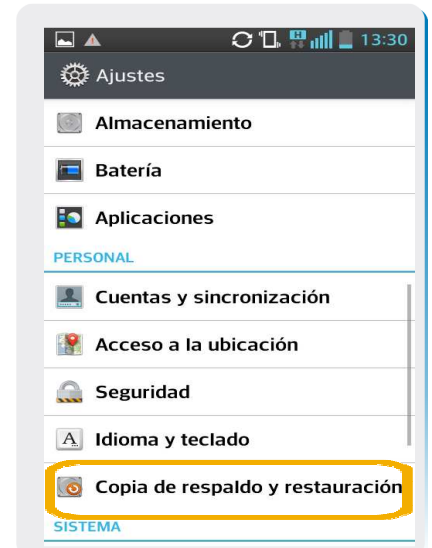 H 13:30
Ajustes
Almacenamiento
Batería
Aplicaciones
PERSONAL
Cuentas y sincronización
Acceso a la ubicación
Seguridad
A Idioma y teclado
Copia de respaldo y restauración
SISTEMA